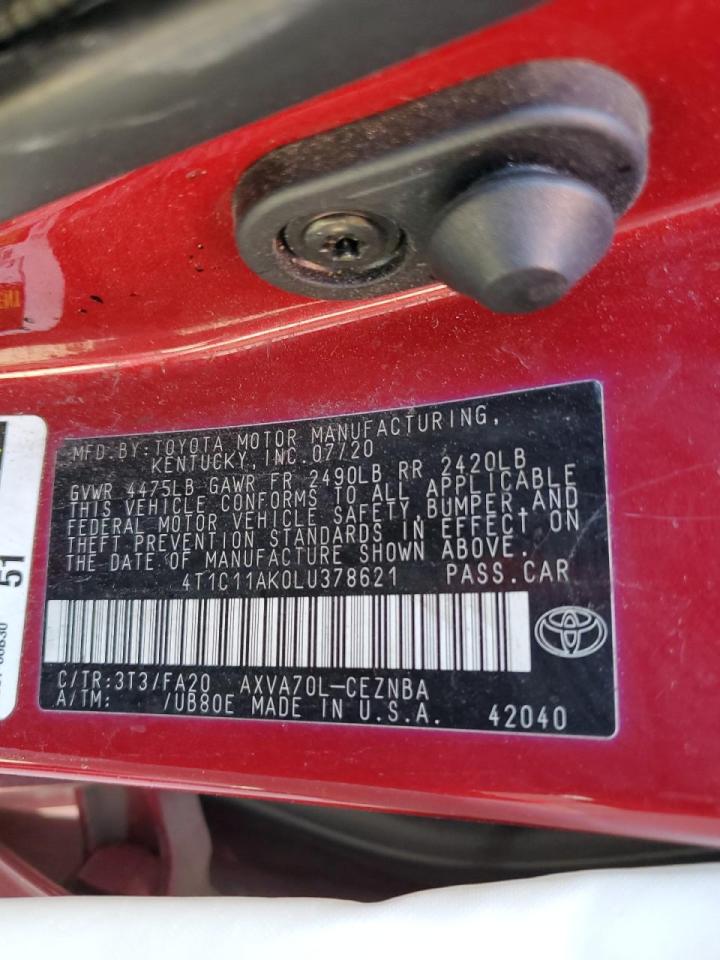 MFD BY:TOYOTA MOTOR MANUFACTURING,
KENTUCKY, INC. 07/20
GVWR 4475LB GAWR FR 2490LB RR 2420LB
THIS VEHICLE CONFORMS TO ALL APPLICABLE
FEDERAL MOTOR VEHICLE SAFETY, BUMPER, AND
THEFT PREVENTION STANDARDS IN EFFECT ON
THE DATE OF MANUFACTURE SHOWN ABOVE.
4T1C11AK0LU378621 PASS.CAR
C/TR:3T3/FA20 AXVA70L-CEZNBA
A/TM: /UB80E MADE IN U.S.A. 42040
51